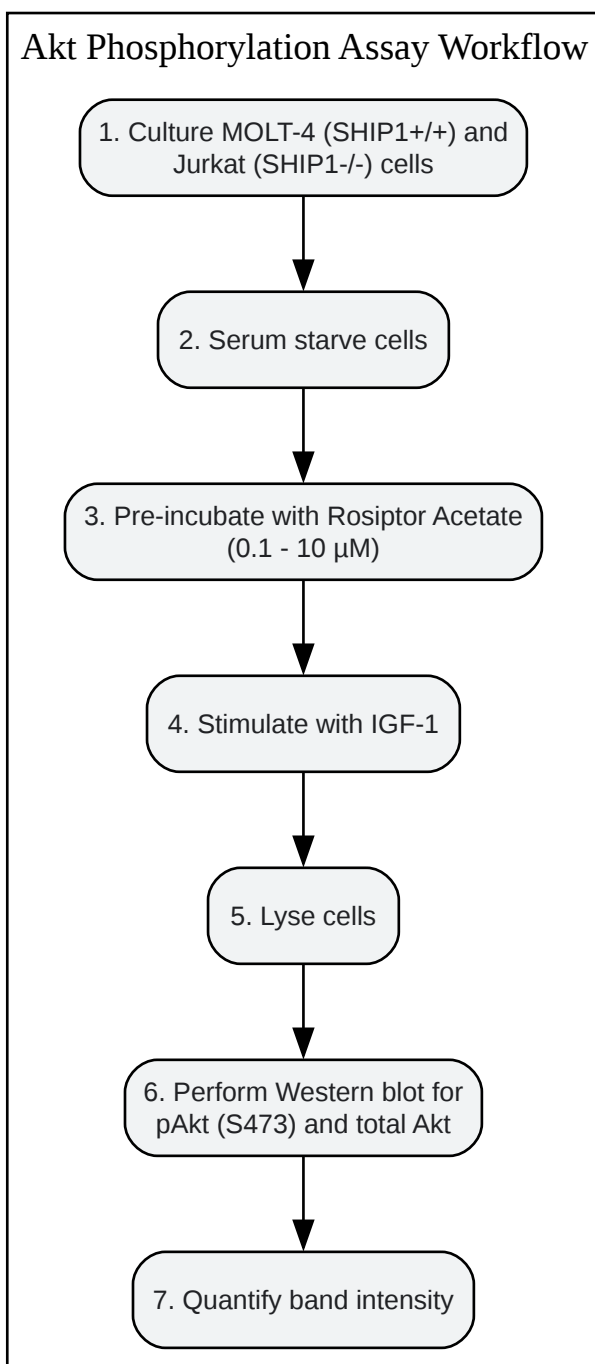 Akt Phosphorylation Assay Workflow
1. Culture MOLT-4 (SHIP1+/+) and
Jurkat (SHIP1-/-) cells
2. Serum starve cells
3. Pre-incubate with Rosiptor Acetate
(0.1 - 10 µM)
4. Stimulate with IGF-1
5. Lyse cells
6. Perform Western blot for
pAkt (S473) and total Akt
7. Quantify band intensity